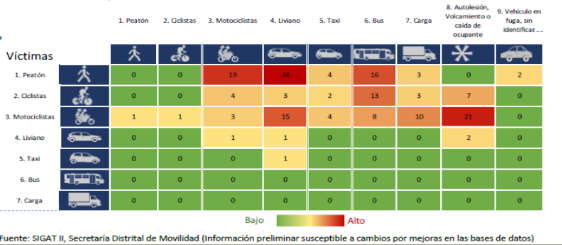 1. Peatón 2. Ciclistas 3. Motociclistas 4. Liviano 5. Taxi 6. Bus 7. Carga 8. Autolesión, Volcamiento o caída de ocupante 9. Vehículo en fuga, sin identificat ...
Víctimas
1. Peatón 0 0 19 26 4 16 3 0 2
2. Ciclistas 0 0 4 3 2 13 3 7 0
3. Motociclistas 1 1 3 15 4 8 10 21 0
4. Liviano 0 0 1 1 0 0 0 2 0
5. Taxi 0 0 0 1 0 0 0 0 0
6. Bus 0 0 0 0 0 0 0 0 0
7. Carga 0 0 0 0 0 0 0 0 0
Bajo Alto
Fuente: SIGAT II, Secretaría Distrital de Movilidad (Información preliminar susceptible a cambios por mejoras en las bases de datos)